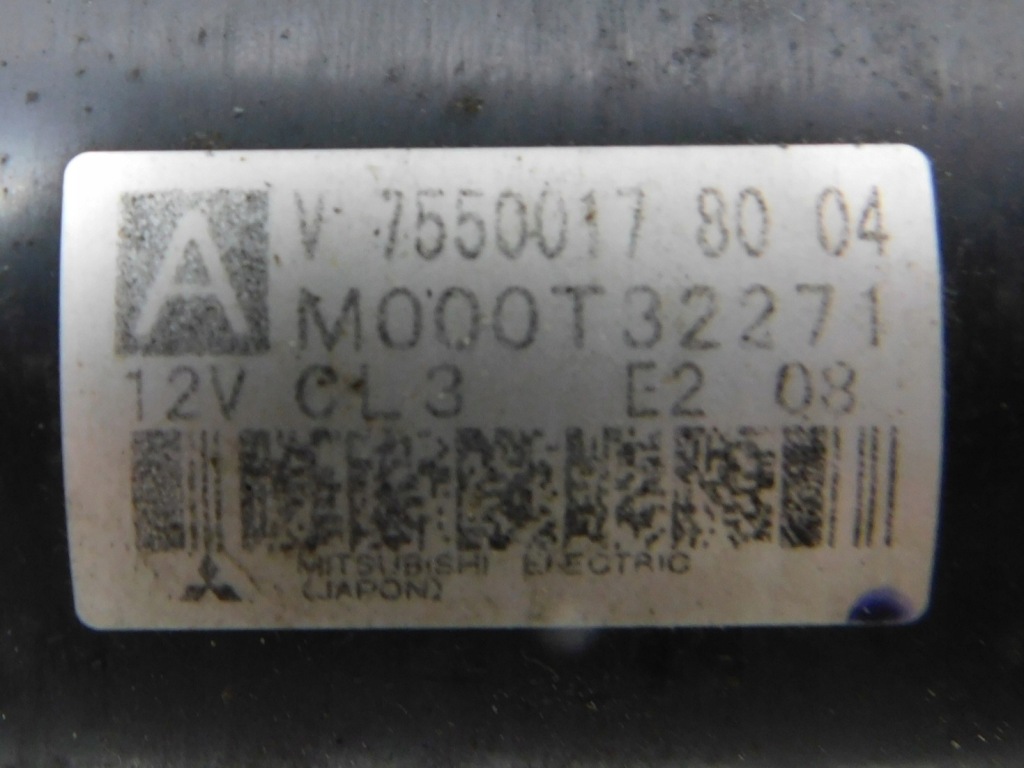 A
V 7550017 80 04
M000T32271
12V CL3 E2 08
MITSUBISHI ELECTRIC
(JAPON)